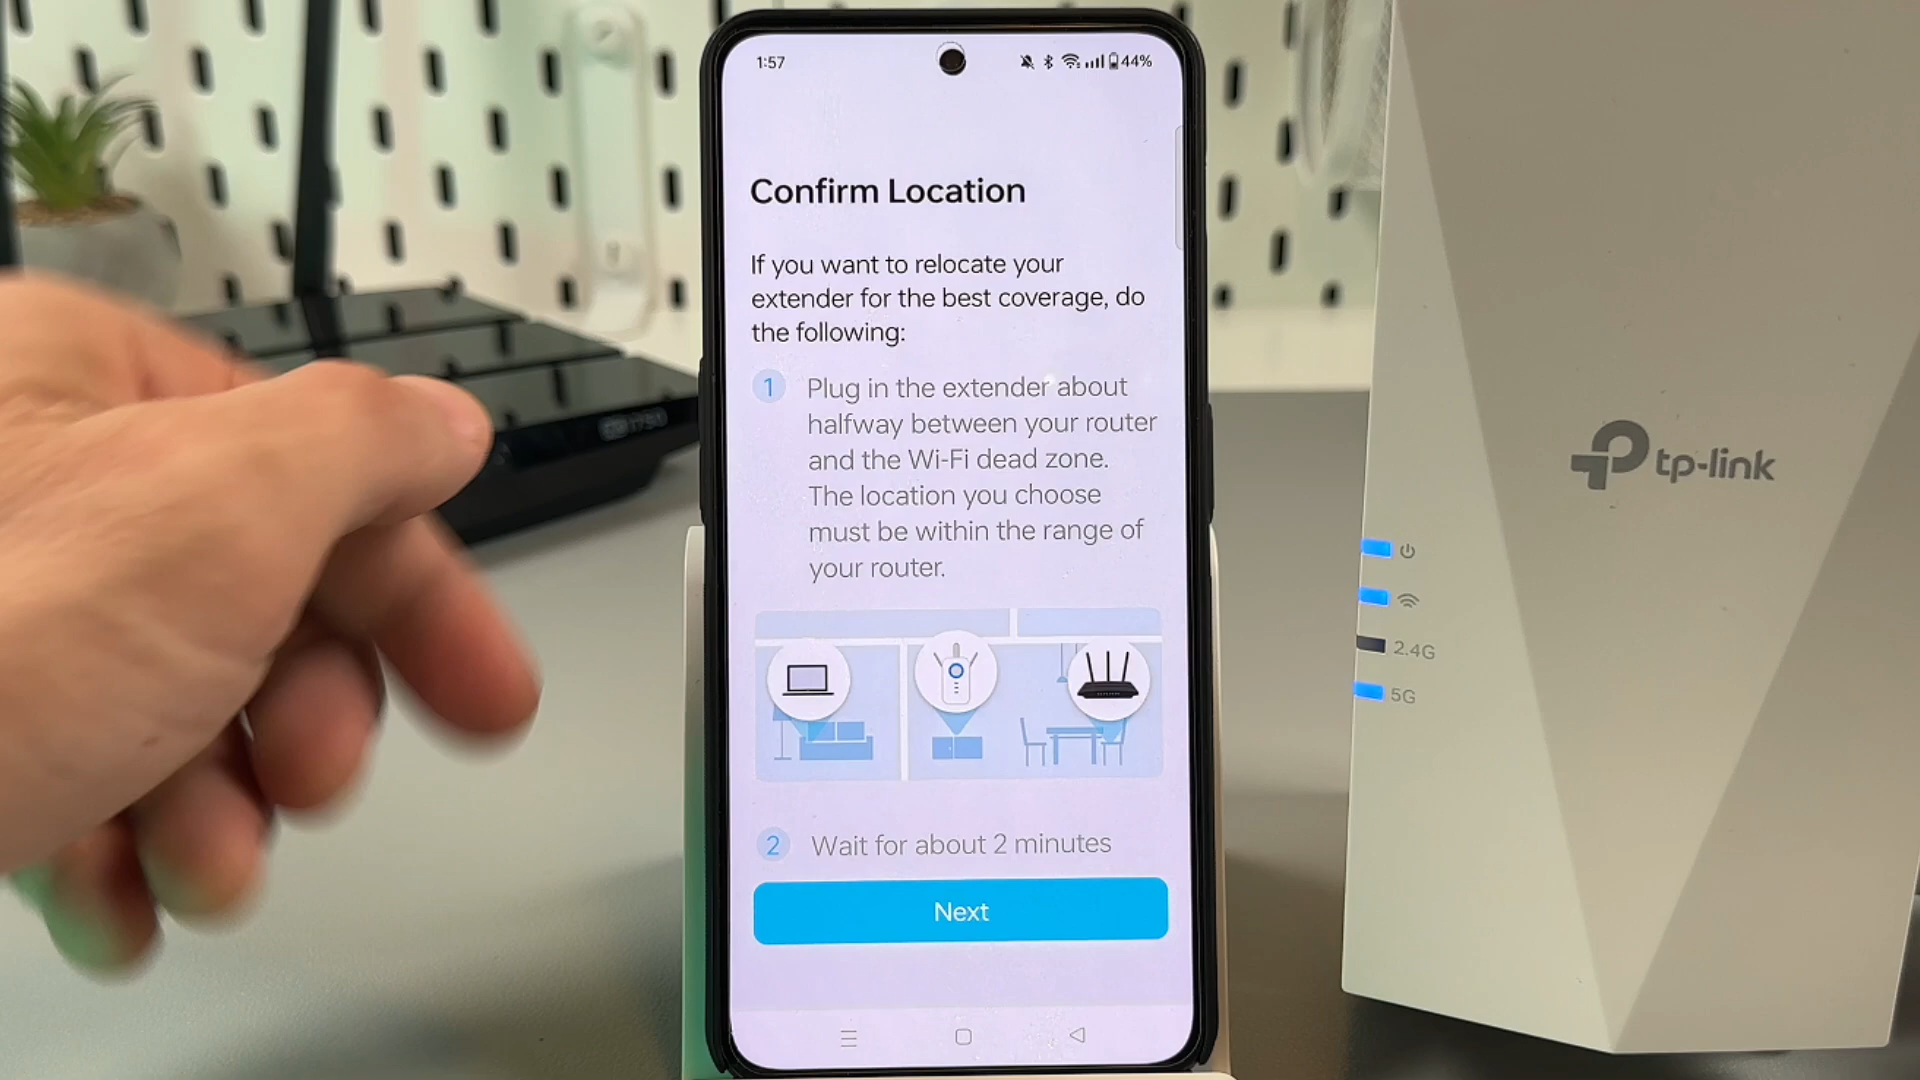 1:57
44%
Confirm Location
If you want to relocate your
extender for the best coverage, do
the following:
1 Plug in the extender about
halfway between your router
and the Wi-Fi dead zone.
The location you choose
must be within the range of
your router.
2 Wait for about 2 minutes
Next
tp-link
2.4G
5G